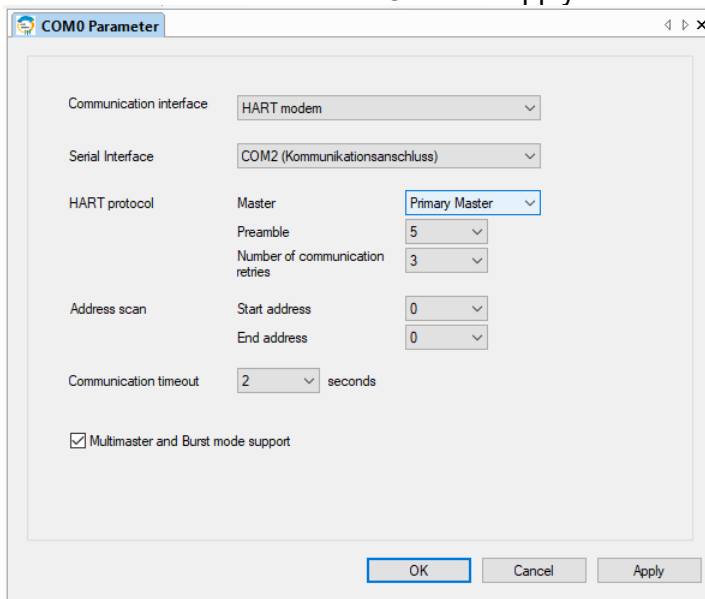 COM0 Parameter
Communication interface HART modem
Serial Interface COM2 (Kommunikationsanschluss)
HART protocol Master Primary Master
Preamble 5
Number of communication
retries 3
Address scan Start address 0
End address 0
Communication timeout 2 seconds
Multimaster and Burst mode support
OK Cancel Apply